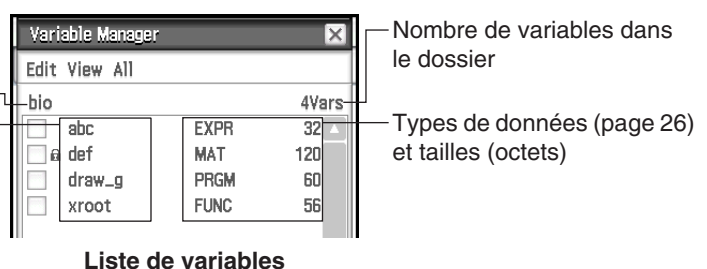 Variable Manager
Edit View All
bio 4Vars
abc EXPR 32
def MAT 120
draw_g PRGM 60
xroot FUNC 56
Nombre de variables dans
le dossier
Types de données (page 26)
et tailles (octets)
Liste de variables